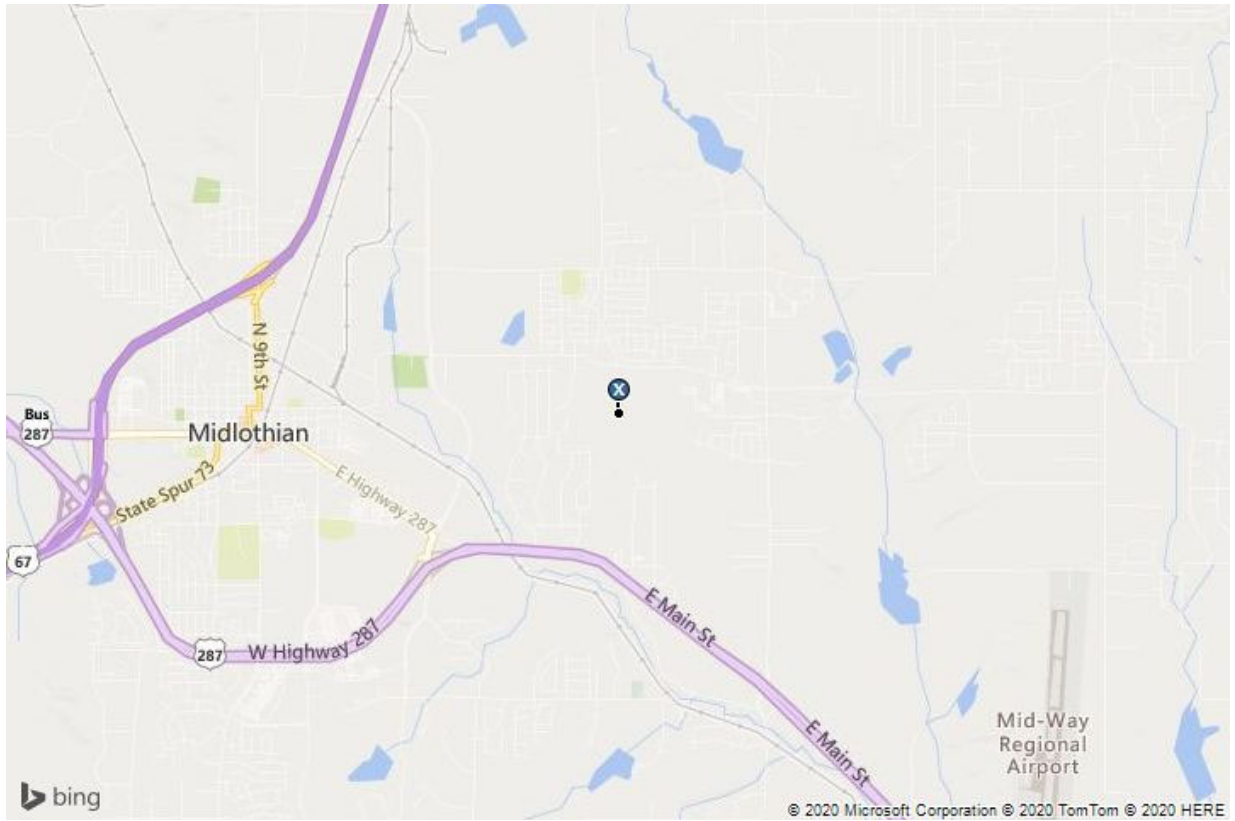 N 9th St
Bus
287
Midlothian
State Spur 73
E Highway 287
67
287
W Highway 287
X
E Main St
E Main St
Mid-Way
Regional
Airport
bing
© 2020 Microsoft Corporation © 2020 TomTom © 2020 HERE